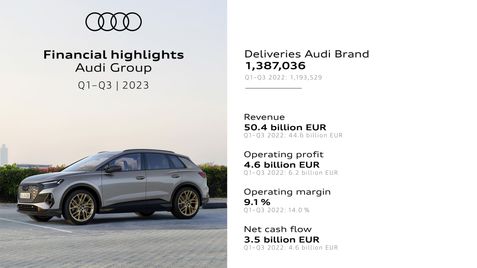 Financial highlights
Audi Group
Q1–Q3 | 2023
Deliveries Audi Brand
1,387,036
Q1–Q3 2022: 1,193,529
Revenue
50.4 billion EUR
Q1–Q3 2022: 44.6 billion EUR
Operating profit
4.6 billion EUR
Q1–Q3 2022: 6.2 billion EUR
Operating margin
9.1 %
Q1–Q3 2022: 14.0 %
Net cash flow
3.5 billion EUR
Q1–Q3 2022: 4.6 billion EUR